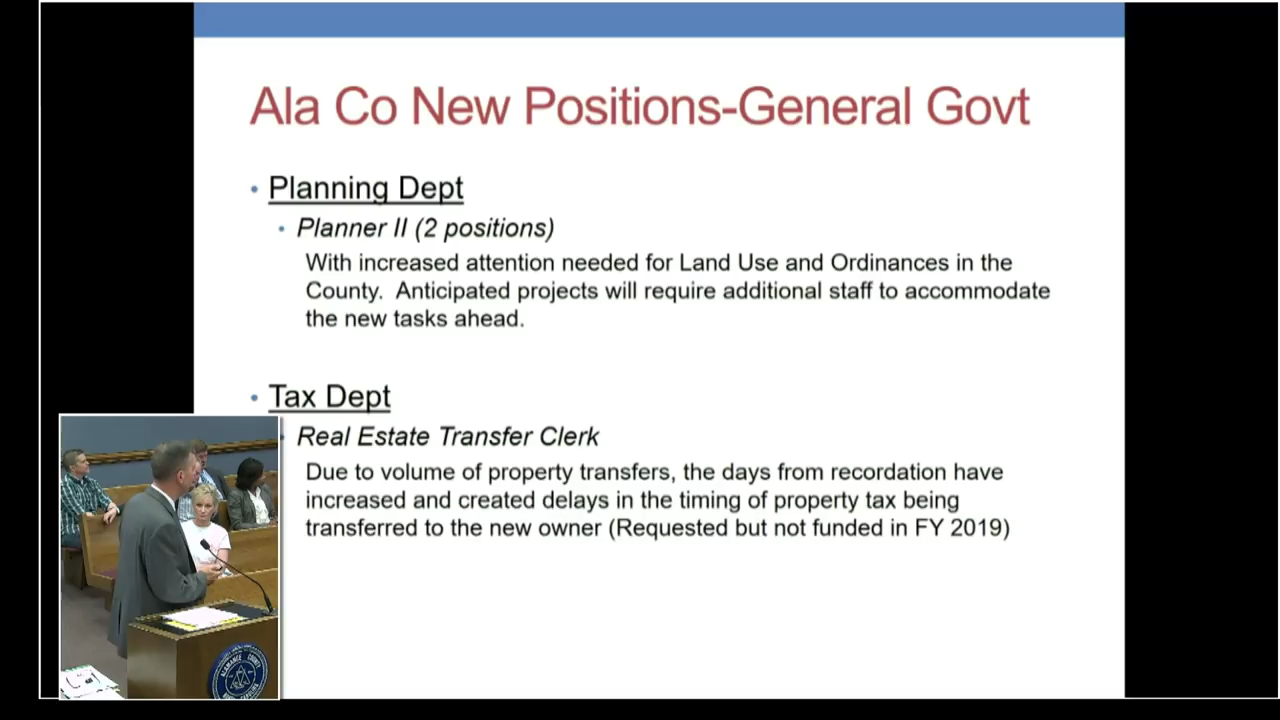 Ala Co New Positions-General Govt
• Planning Dept
• Planner II (2 positions)
With increased attention needed for Land Use and Ordinances in the
County.  Anticipated projects will require additional staff to accommodate
the new tasks ahead.
• Tax Dept
• Real Estate Transfer Clerk
Due to volume of property transfers, the days from recordation have
increased and created delays in the timing of property tax being
transferred to the new owner (Requested but not funded in FY 2019)
ALAMANCE COUNTY